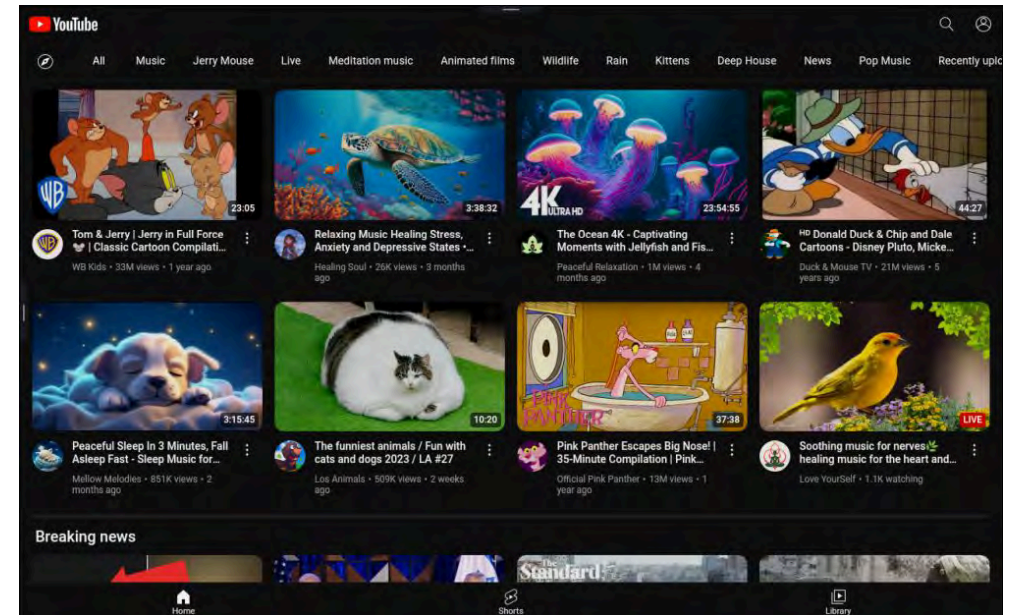 YouTube
All Music Jerry Mouse Live Meditation music Animated films Wildlife Rain Kittens Deep House News Pop Music Recently uplo
WB
23:05
3:38:32
4K ULTRA HD
23:54:55
44:27
Tom & Jerry | Jerry in Full Force
🐭 | Classic Cartoon Compilati...
WB Kids • 33M views • 1 year ago
Relaxing Music Healing Stress,
Anxiety and Depressive States •...
Healing Soul • 26K views • 3 months
ago
The Ocean 4K - Captivating
Moments with Jellyfish and Fis...
Peaceful Relaxation • 1M views • 4
months ago
HD Donald Duck & Chip and Dale
Cartoons - Disney Pluto, Micke...
Duck & Mouse TV • 21M views • 5
years ago
3:15:45
10:20
PINK
PANTHER
37:38
LIVE
Peaceful Sleep In 3 Minutes, Fall
Asleep Fast - Sleep Music for...
Mellow Melodies • 851K views • 2
months ago
The funniest animals / Fun with
cats and dogs 2023 / LA #27
Los Animals • 509K views • 2 weeks
ago
Pink Panther Escapes Big Nose! |
35-Minute Compilation | Pink...
Official Pink Panther • 13M views • 1
year ago
Soothing music for nerves🌿
healing music for the heart and...
Love YourSelf • 1.1K watching
Breaking news
The Standard
Home
Shorts
Library